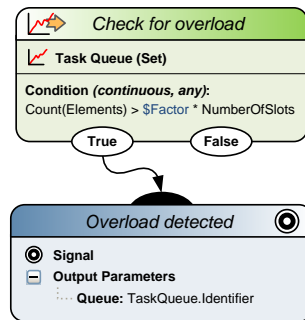 Check for overload
Task Queue (Set)
Condition (continuous, any):
Count(Elements) > $Factor * NumberOfSlots
True False
Overload detected
Signal
Output Parameters
Queue: TaskQueue.Identifier